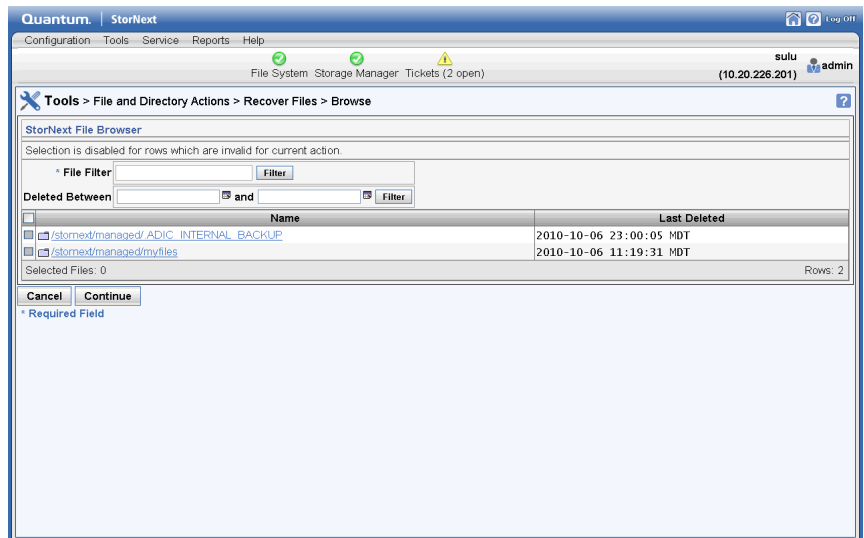 Quantum. | StorNext
Log Off
Configuration Tools Service Reports Help
File System Storage Manager Tickets (2 open)
sulu
(10.20.226.201)
admin
Tools > File and Directory Actions > Recover Files > Browse
StorNext File Browser
Selection is disabled for rows which are invalid for current action.
* File Filter Filter
Deleted Between and Filter
Name Last Deleted
/stornext/managed/.ADIC_INTERNAL_BACKUP 2010-10-06 23:00:05 MDT
/stornext/managed/myfiles 2010-10-06 11:19:31 MDT
Selected Files: 0 Rows: 2
Cancel Continue
* Required Field